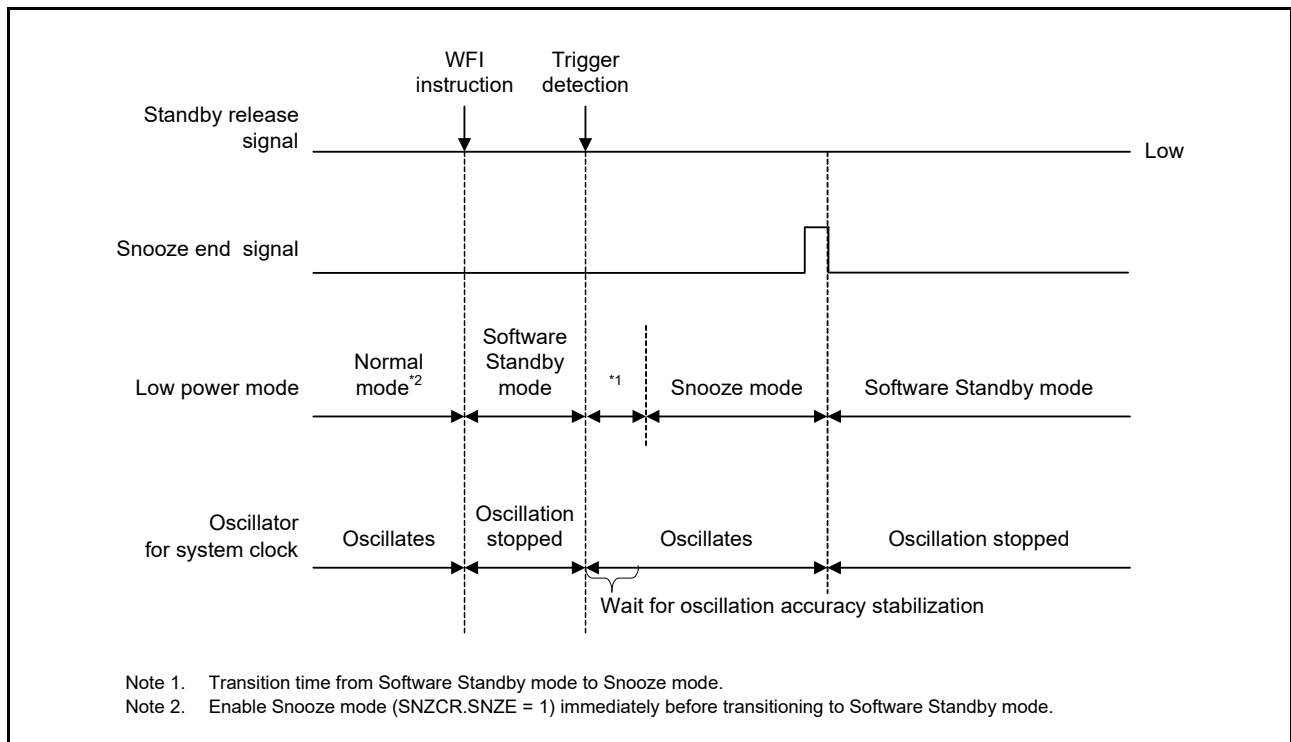 WFI
instruction
Trigger
detection
Standby release
signal
Low
Snooze end  signal
Low power mode
Normal
mode*2
Software
Standby
mode
*1
Snooze mode
Software Standby mode
Oscillator
for system clock
Oscillates
Oscillation
stopped
Oscillates
Oscillation stopped
Wait for oscillation accuracy stabilization
Note 1. Transition time from Software Standby mode to Snooze mode.
Note 2. Enable Snooze mode (SNZCR.SNZE = 1) immediately before transitioning to Software Standby mode.